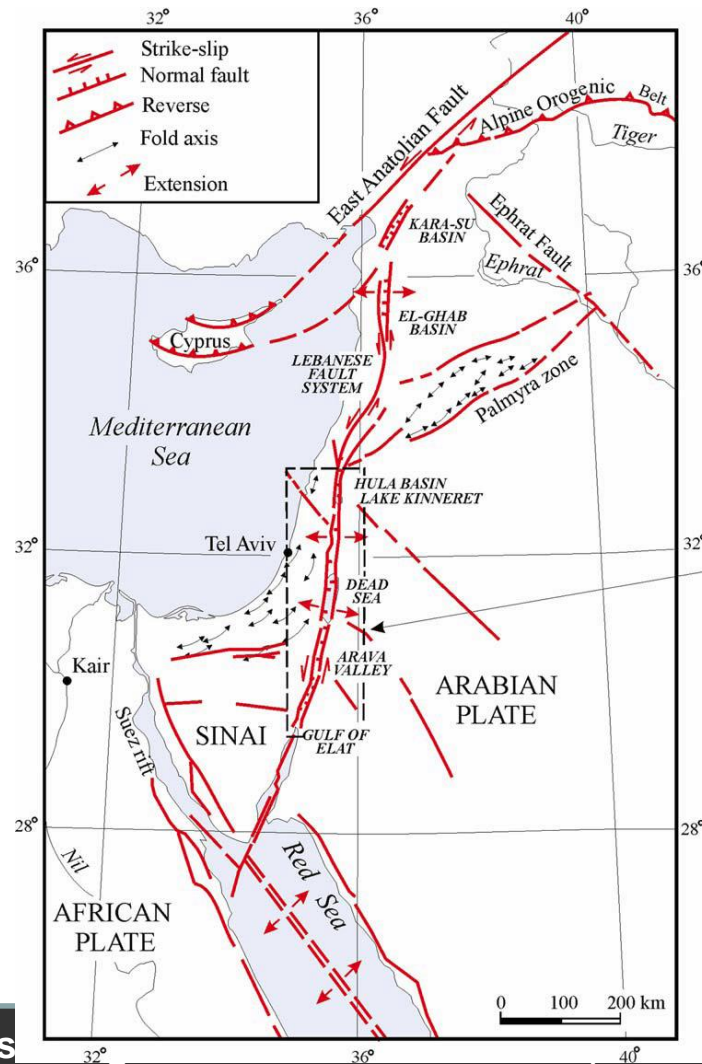 32°
36°
40°
Strike-slip
Normal fault
Reverse
Fold axis
Extension
East Anatolian Fault
Alpine Orogenic
Belt
Tiger
KARA-SU
BASIN
Ephrat Fault
Ephrat
36°
36°
EL-GHAB
BASIN
Cyprus
LEBANESE
FAULT
SYSTEM
Palmyra zone
Mediterranean
Sea
HULA BASIN
LAKE KINNERET
32°
Tel Aviv
32°
DEAD
SEA
Kair
ARAVA
VALLEY
ARABIAN
PLATE
SINAI
Suez rift
GULF OF
ELAT
28°
28°
Nil
Red
Sea
AFRICAN
PLATE
0 100 200 km
s
32°
36°
40°